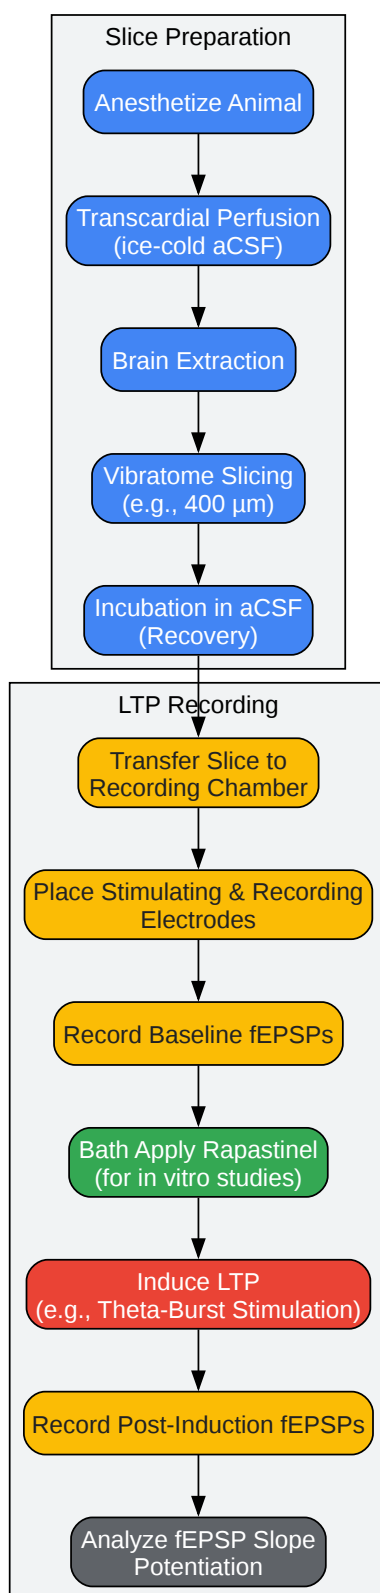 Slice Preparation
Anesthetize Animal
Transcardial Perfusion
(ice-cold aCSF)
Brain Extraction
Vibratome Slicing
(e.g., 400 µm)
Incubation in aCSF
(Recovery)
LTP Recording
Transfer Slice to
Recording Chamber
Place Stimulating & Recording
Electrodes
Record Baseline fEPSPs
Bath Apply Rapastinel
(for in vitro studies)
Induce LTP
(e.g., Theta-Burst Stimulation)
Record Post-Induction fEPSPs
Analyze fEPSP Slope
Potentiation